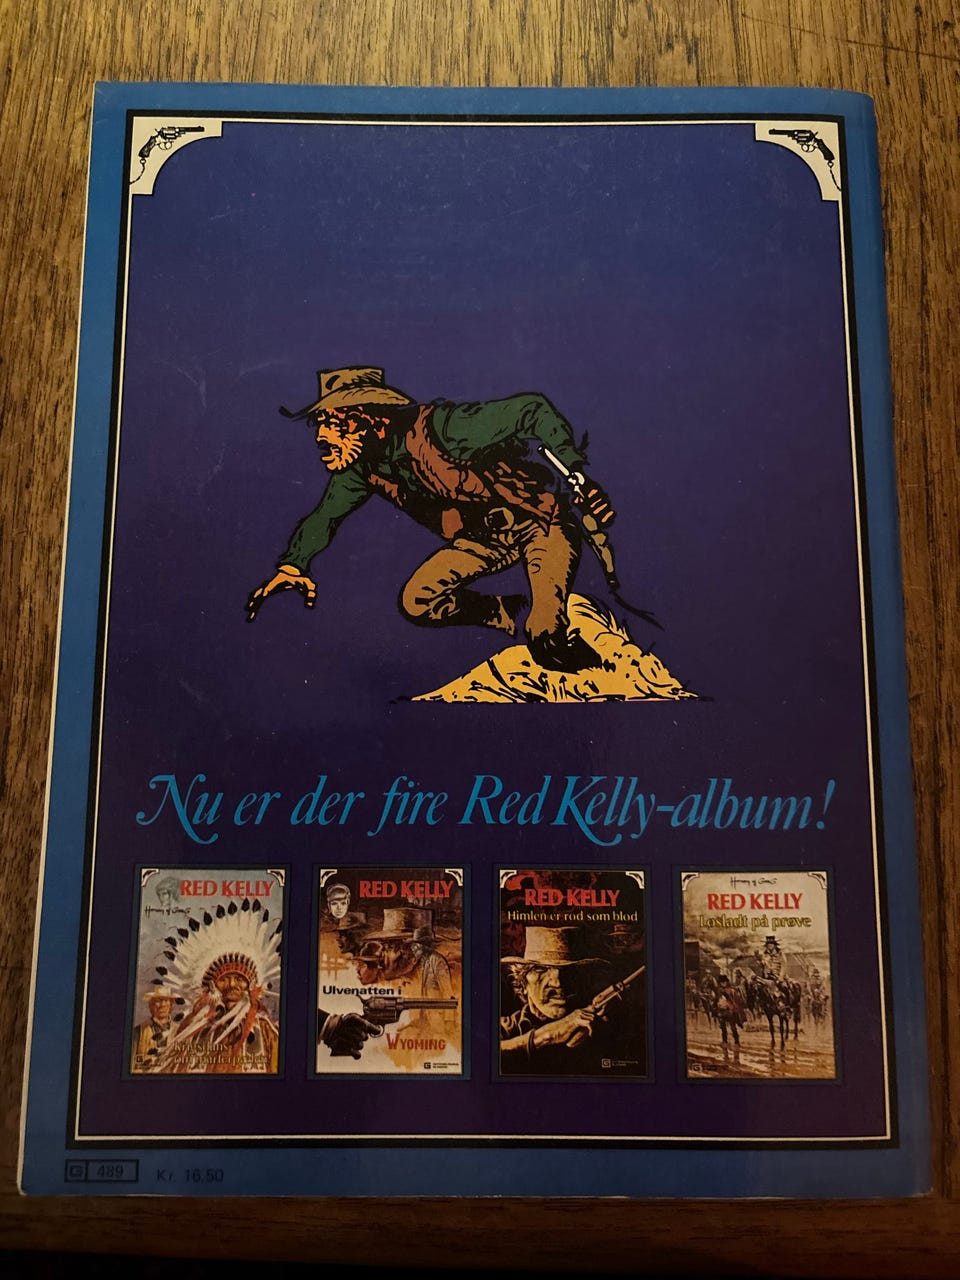 Nu er der fire Red Kelly-album!
RED KELLY
RED KELLY
Ulvenatten i
WYOMING
RED KELLY
Himlen er rød som blod
RED KELLY
Løsladt på prøve
G 489
Kr. 16,50